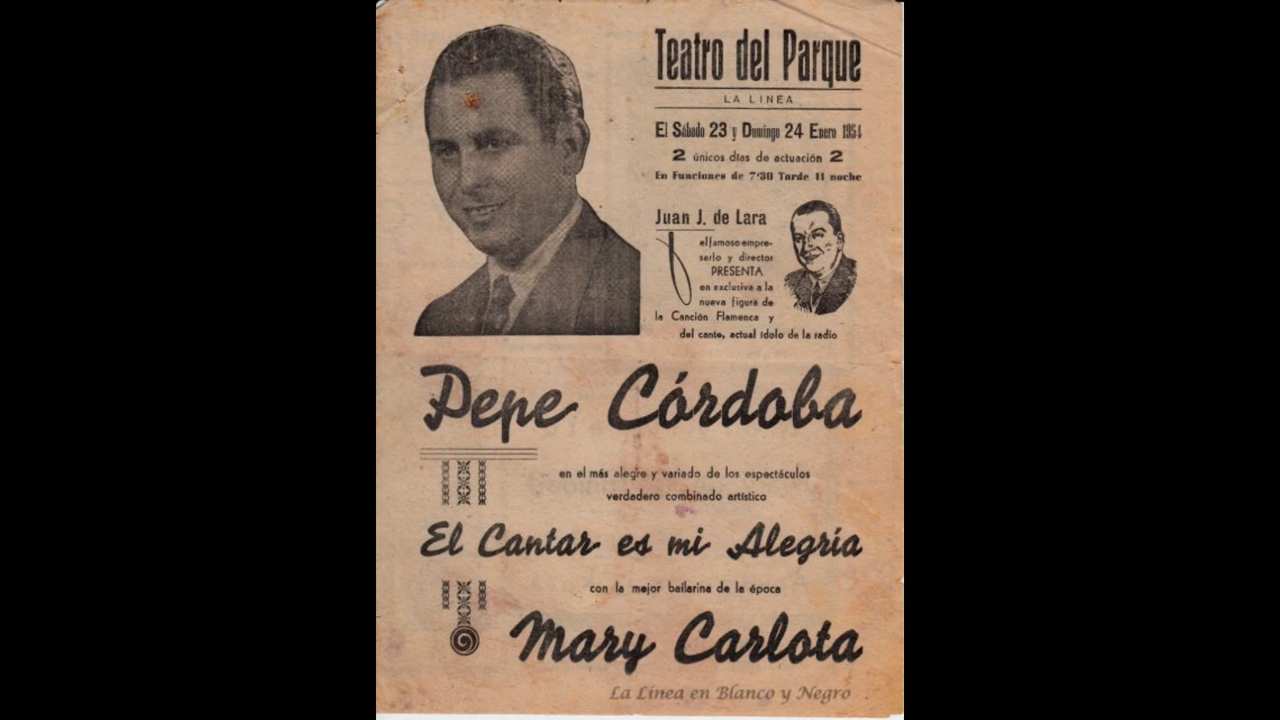 Teatro del Parque
LA LINEA
El Sábado 23 y Domingo 24 Enero 1954
2 únicos días de actuación 2
En Funciones de 7'30 Tarde 11 noche
Juan J. de Lara
el famoso empre-
sario y director
PRESENTA
en exclusiva a la
nueva figura de
la Canción Flamenca y
del cante, actual ídolo de la radio
Pepe Córdoba
en el más alegre y variado de los espectáculos
verdadero combinado artístico
El Cantar es mi Alegría
con la mejor bailarina de la época
Mary Carlota
La Línea en Blanco y Negro